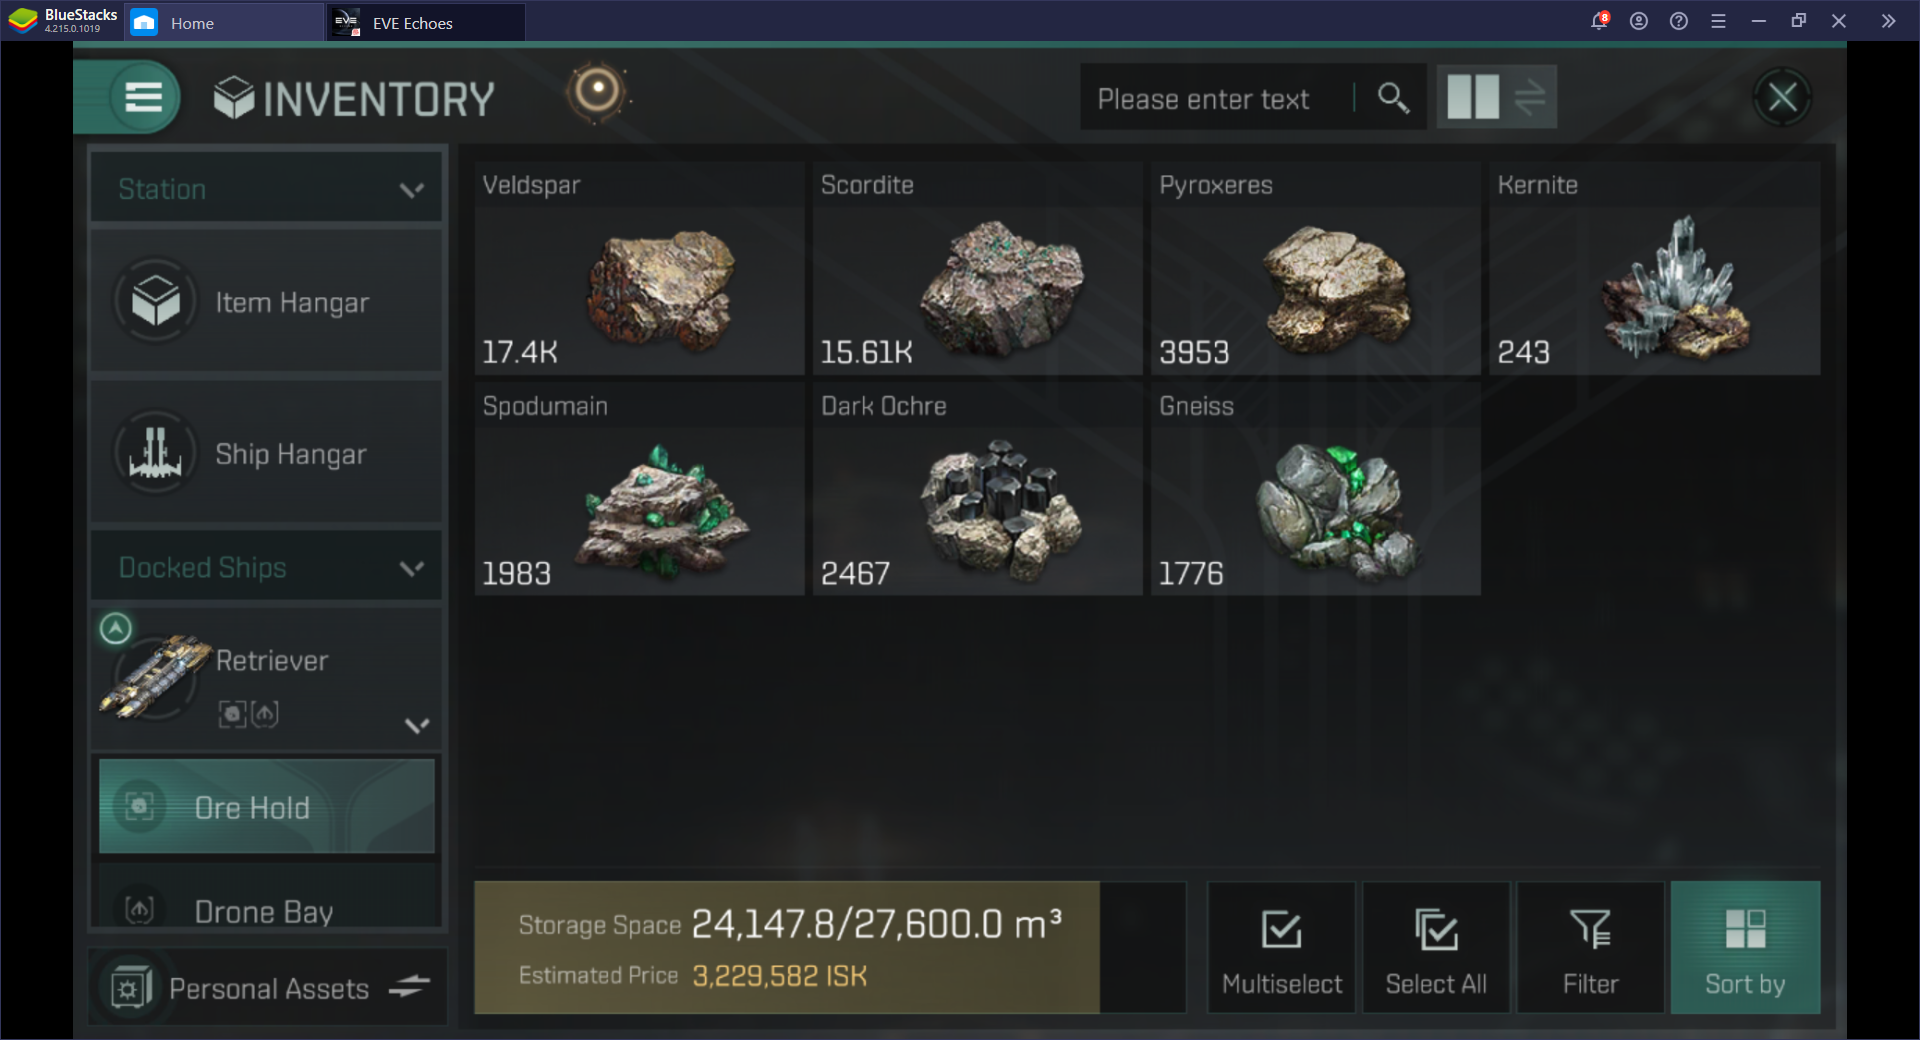 BlueStacks
4.215.0.1019
Home
EVE
EVE Echoes
8
INVENTORY
Please enter text
Station
Item Hangar
Ship Hangar
Docked Ships
Retriever
Ore Hold
Drone Bay
Personal Assets
Veldspar
17.4K
Scordite
15.61K
Pyroxeres
3953
Kernite
243
Spodumain
1983
Dark Ochre
2467
Gneiss
1776
Storage Space 24,147.8/27,600.0 m³
Estimated Price 3,229,582 ISK
Multiselect
Select All
Filter
Sort by